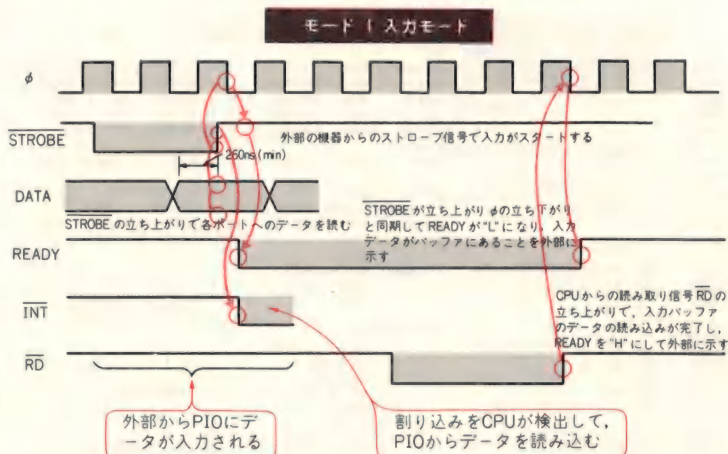 モード 1 入力モード
φ
STROBE
外部の機器からのストローブ信号で入力がスタートする
260ns(min)
DATA
STROBE の立ち上がりで各ポートへのデータを読む
STROBEが立ち上がりφの立ち下がり
と同期してREADYが"L"になり，入力
データがバッファにあることを外部に
示す
READY
CPUからの読み取り信号RDの
立ち上がりで，入力バッファ
のデータの読み込みが完了し，
READYを"H"にして外部に示す
INT
RD
外部からPIOにデ
ータが入力される
割り込みをCPUが検出して，
PIOからデータを読み込む